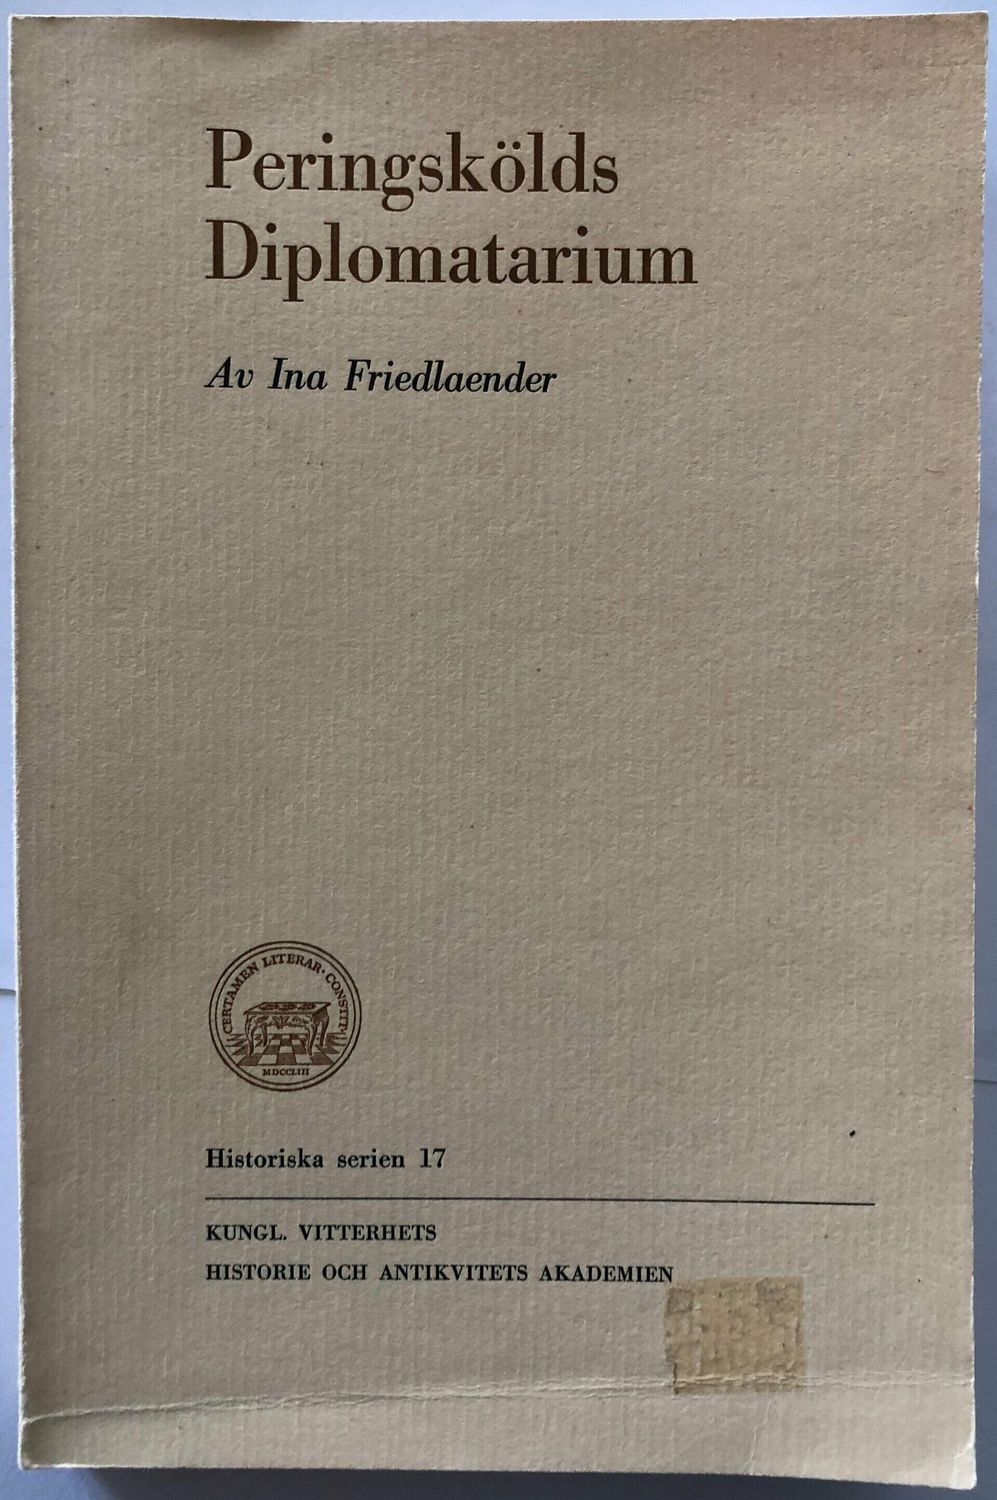 Peringskölds
Diplomatarium
Av Ina Friedlaender
CERTAMEN LITERAR·CONSTIT·
MDCCLIII
Historiska serien 17
KUNGL. VITTERHETS
HISTORIE OCH ANTIKVITETS AKADEMIEN